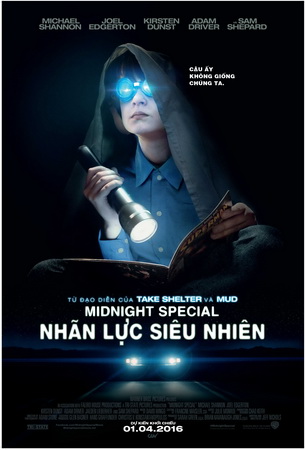 MICHAEL SHANNON
JOEL EDGERTON
KIRSTEN DUNST
ADAM DRIVER
SAM SHEPARD
CẬU ẤY
KHÔNG GIỐNG
CHÚNG TA.
TỪ ĐẠO DIỄN CỦA TAKE SHELTER VÀ MUD
MIDNIGHT SPECIAL
NHÃN LỰC SIÊU NHIÊN
DỰ KIẾN KHỞI CHIẾU
01.04.2016